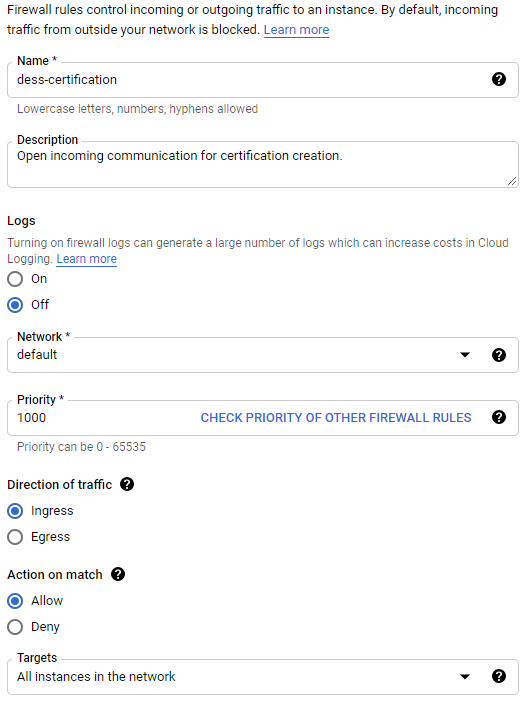 Firewall rules control incoming or outgoing traffic to an instance. By default, incoming
traffic from outside your network is blocked. Learn more
Name *
dess-certification
Lowercase letters, numbers, hyphens allowed
Description
Open incoming communication for certification creation.
Logs
Turning on firewall logs can generate a large number of logs which can increase costs in Cloud
Logging. Learn more
On
Off
Network *
default
Priority *
1000 CHECK PRIORITY OF OTHER FIREWALL RULES
Priority can be 0 - 65535
Direction of traffic
Ingress
Egress
Action on match
Allow
Deny
Targets
All instances in the network